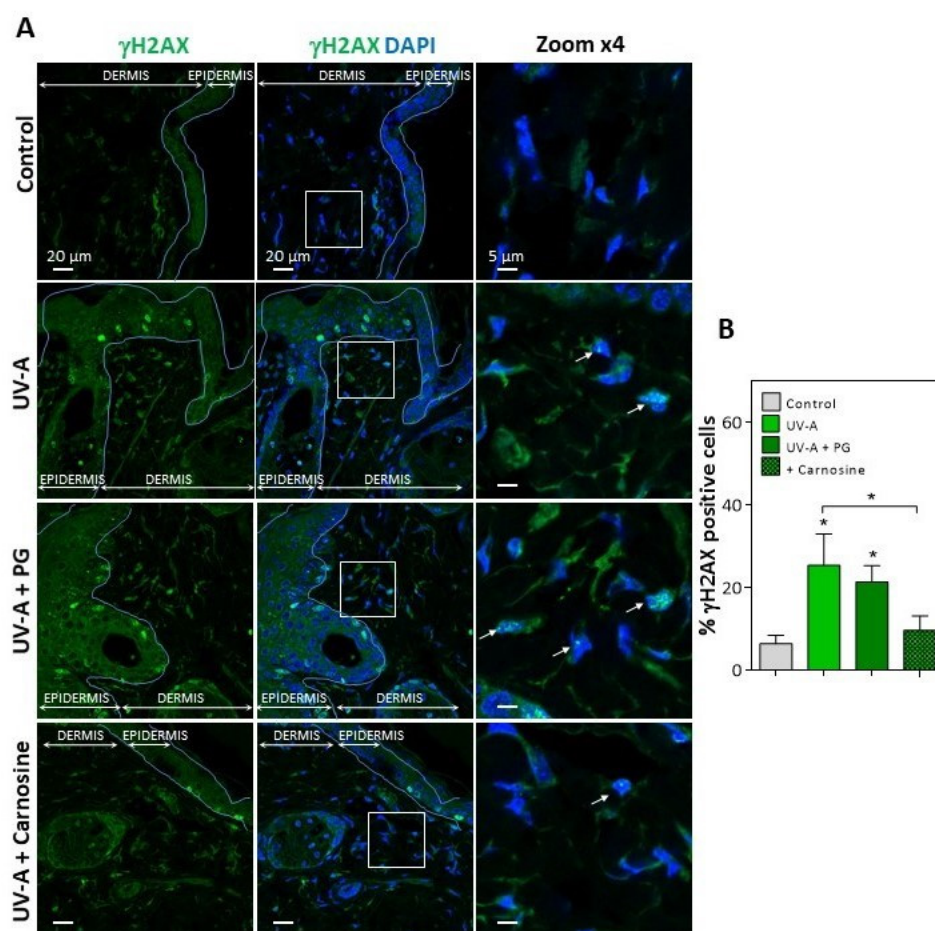 A
γH2AX
γH2AX DAPI
Zoom x4
Control
DERMIS
EPIDERMIS
20 µm
DERMIS
EPIDERMIS
20 µm
5 µm
UV-A
EPIDERMIS
DERMIS
EPIDERMIS
DERMIS
UV-A + PG
EPIDERMIS
DERMIS
EPIDERMIS
DERMIS
UV-A + Carnosine
DERMIS
EPIDERMIS
DERMIS
EPIDERMIS
B
% γH2AX positive cells
60
40
20
0
Control
UV-A
UV-A + PG
+ Carnosine
*
*
*